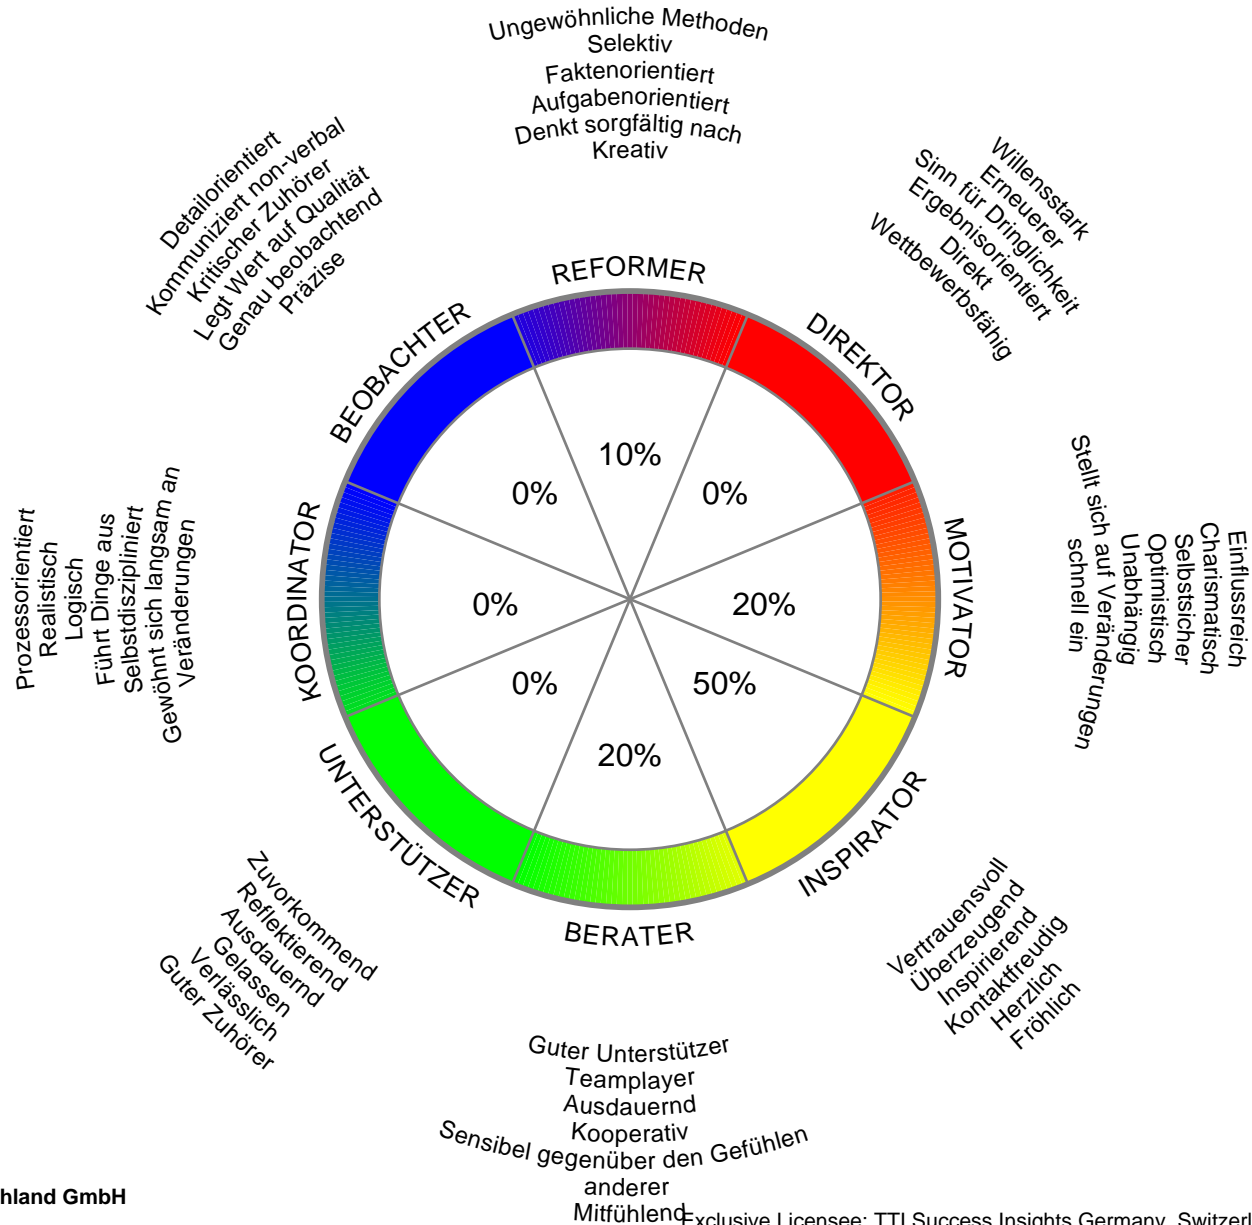 Ungewöhnliche Methoden
Selektiv
Faktenorientiert
Aufgabenorientiert
Denkt sorgfältig nach
Kreativ
Detailorientiert
Kommuniziert non-verbal
Kritischer Zuhörer
Legt Wert auf Qualität
Genau beobachtend
Präzise
Willensstark
Erneuerer
Sinn für Dringlichkeit
Ergebnisorientiert
Direkt
Wettbewerbsfähig
REFORMER
BEOBACHTER
DIREKTOR
10%
0%
0%
Prozessorientiert
Realistisch
Logisch
Führt Dinge aus
Selbstdiszipliniert
Gewöhnt sich langsam an
Veränderungen
KOORDINATOR
0%
20%
MOTIVATOR
Einflussreich
Charismatisch
Selbstsicher
Optimistisch
Unabhängig
Stellt sich auf Veränderungen
schnell ein
0%
50%
20%
UNTERSTÜTZER
INSPIRATOR
BERATER
Zuvorkommend
Reflektierend
Ausdauernd
Gelassen
Verlässlich
Guter Zuhörer
Vertrauensvoll
Überzeugend
Inspirierend
Kontaktfreudig
Herzlich
Fröhlich
Guter Unterstützer
Teamplayer
Ausdauernd
Kooperativ
Sensibel gegenüber den Gefühlen
anderer
Mitfühlend
hland GmbH
Exclusive Licensee: TTI Success Insights Germany, Switzerl